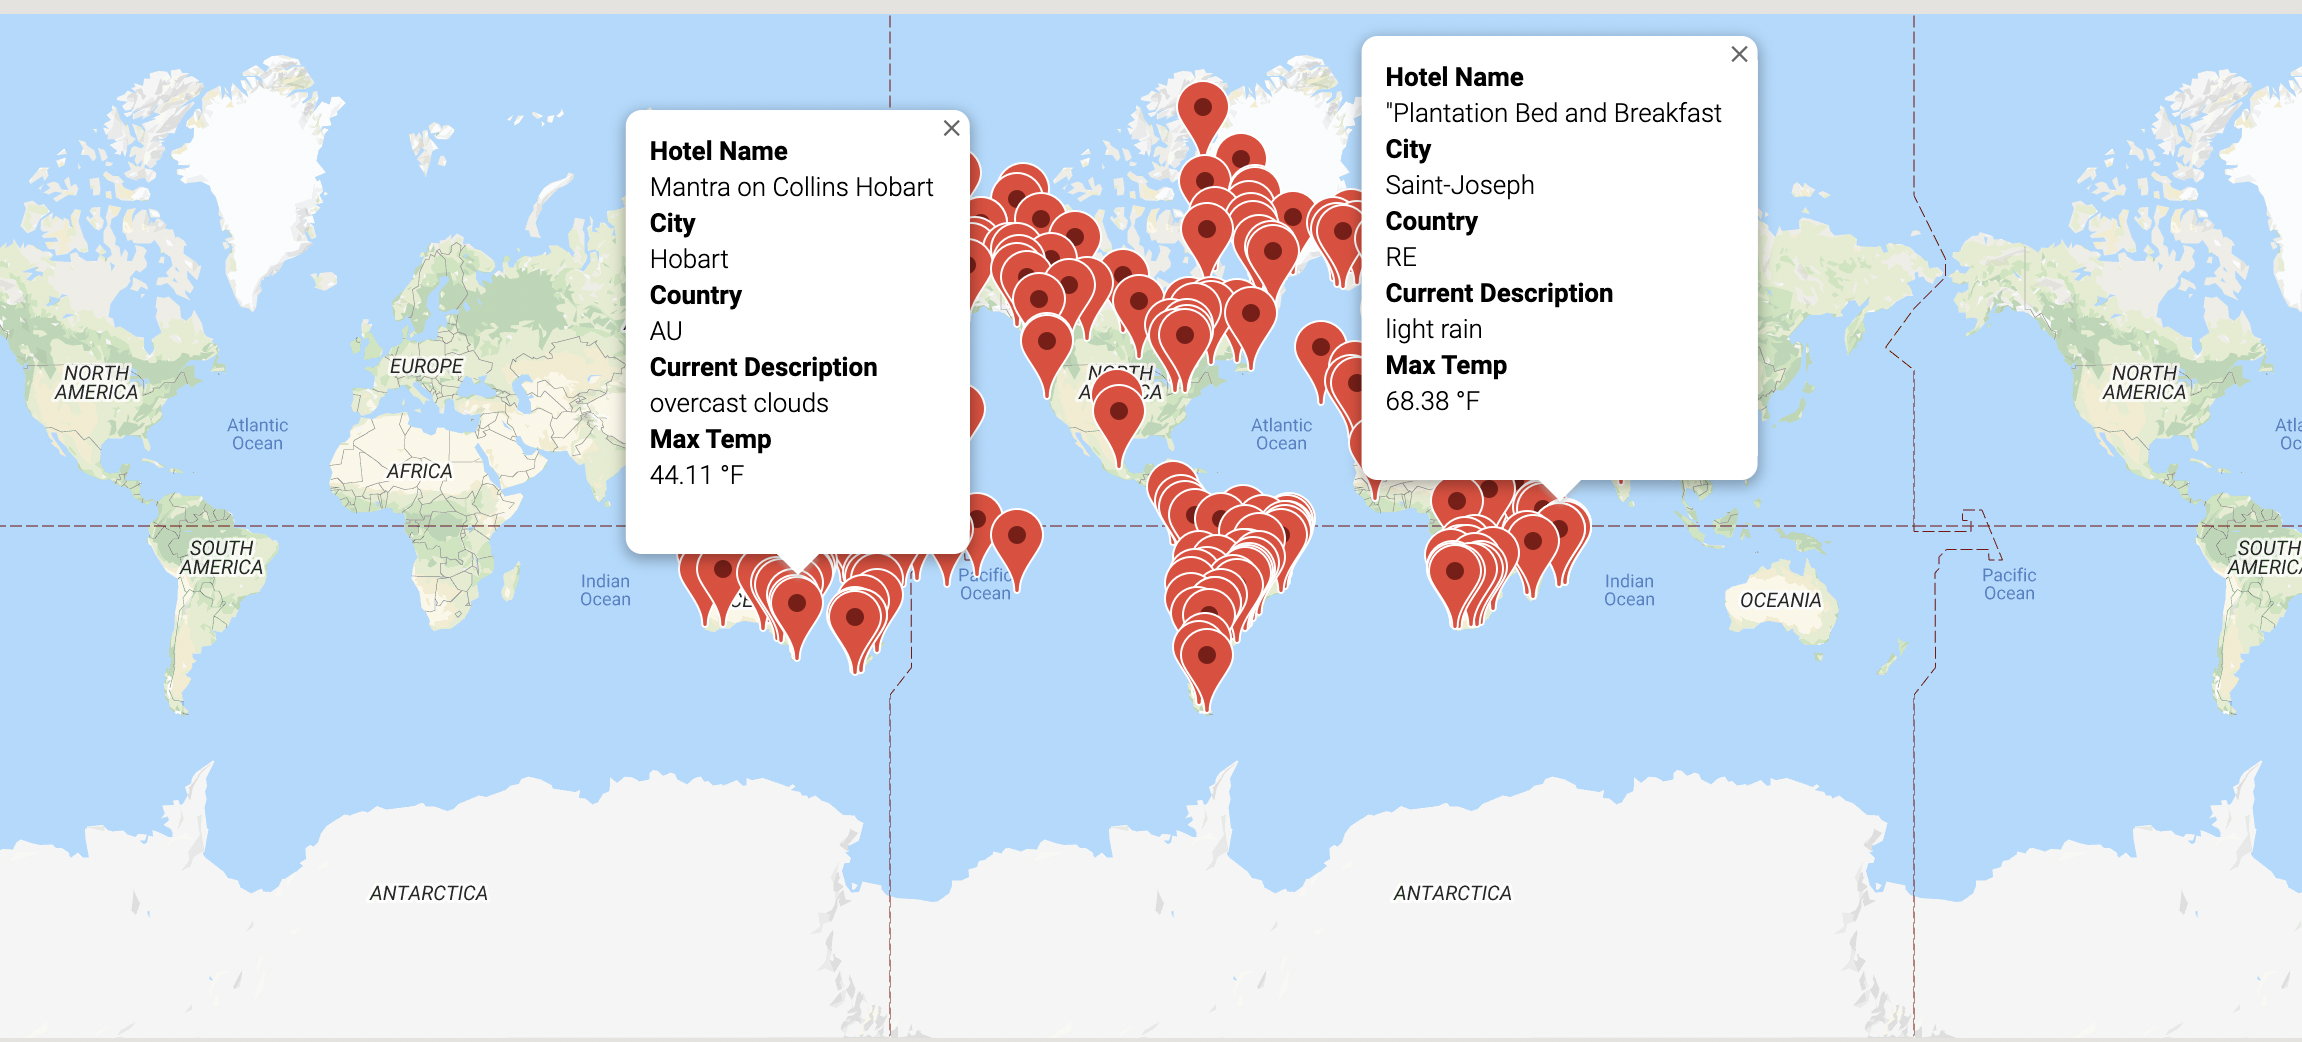 Hotel Name
Mantra on Collins Hobart
City
Hobart
Country
AU
Current Description
overcast clouds
Max Temp
44.11 °F
Hotel Name
"Plantation Bed and Breakfast
City
Saint-Joseph
Country
RE
Current Description
light rain
Max Temp
68.38 °F
NORTH
AMERICA
Atlantic
Ocean
EUROPE
AFRICA
SOUTH
AMERICA
Indian
Ocean
Pacific
Ocean
Atlantic
Ocean
Indian
Ocean
OCEANIA
Pacific
Ocean
NORTH
AMERICA
SOUTH
ANTARCTICA
ANTARCTICA